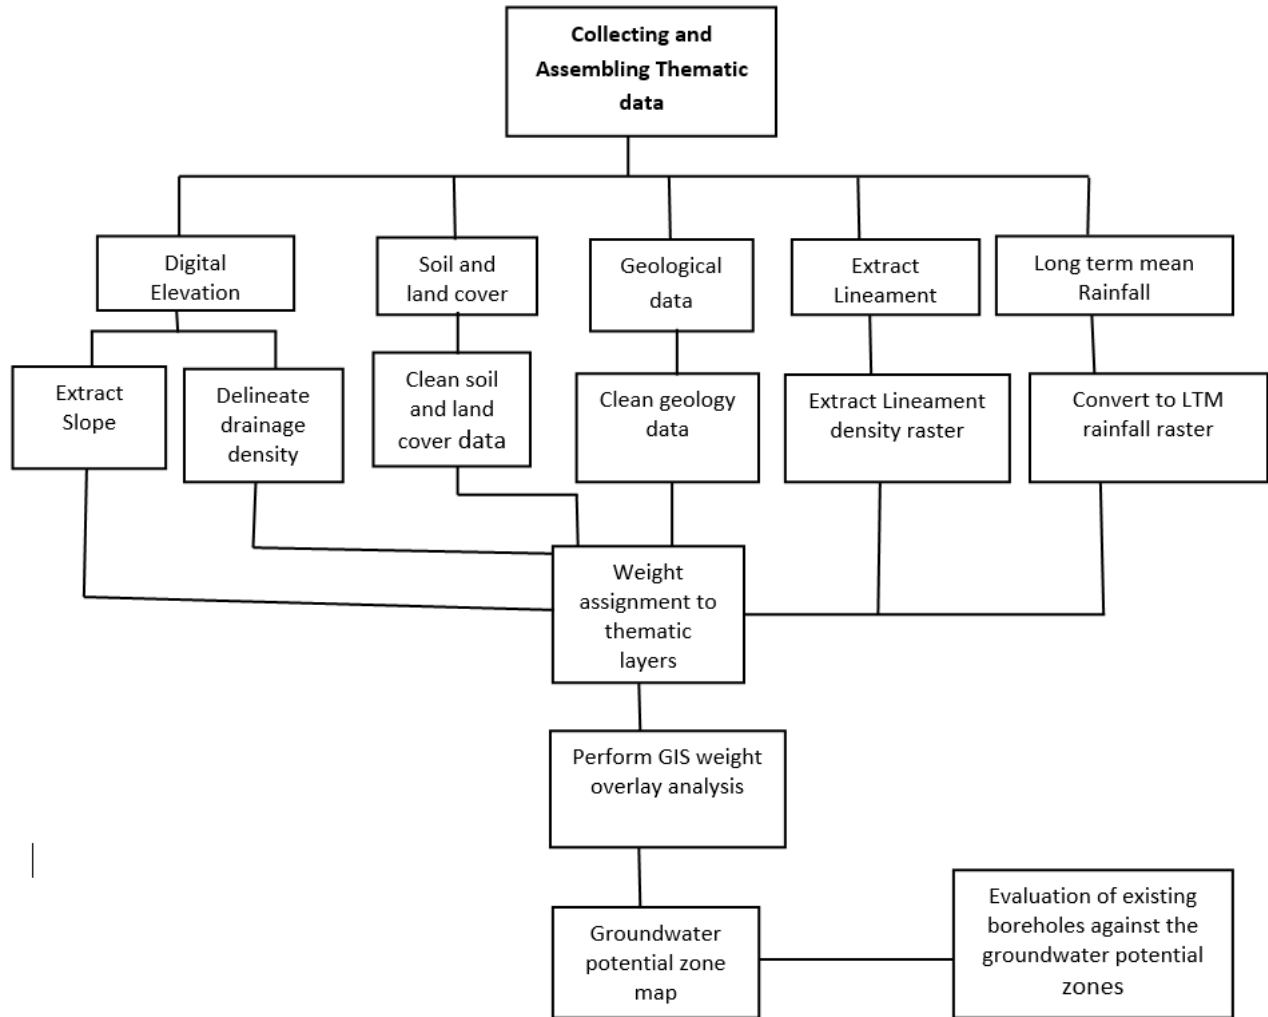 Collecting and
Assembling Thematic
data
Digital
Elevation
Soil and
land cover
Geological
data
Extract
Lineament
Long term mean
Rainfall
Extract
Slope
Delineate
drainage
density
Clean soil
and land
cover data
Clean geology
data
Extract Lineament
density raster
Convert to LTM
rainfall raster
Weight
assignment to
thematic
layers
Perform GIS weight
overlay analysis
Groundwater
potential zone
map
Evaluation of existing
boreholes against the
groundwater potential
zones